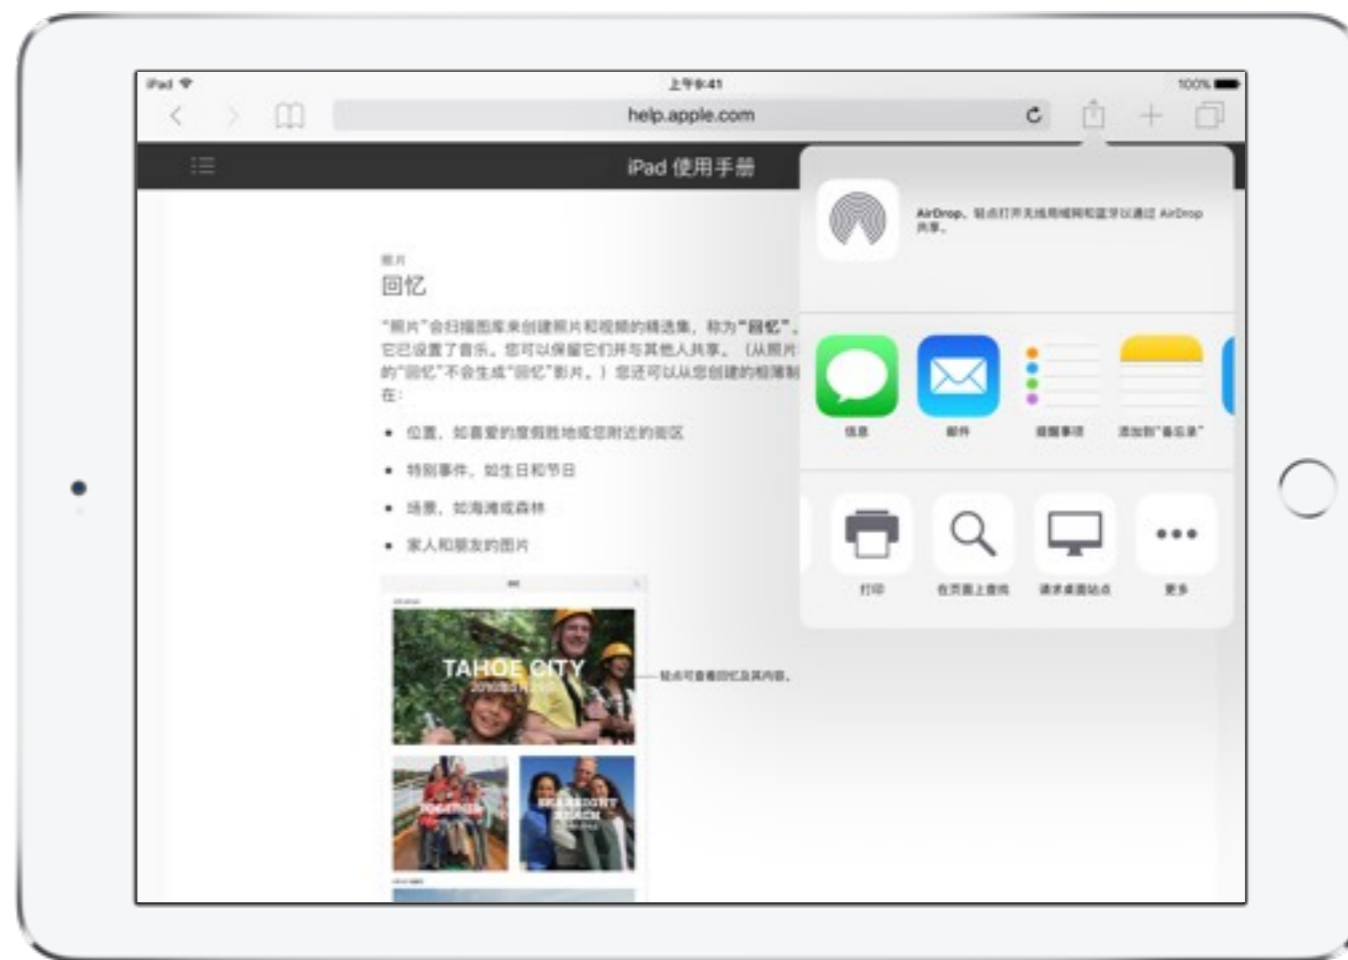 iPad
上午9:41
100%
help.apple.com
iPad 使用手册
AirDrop。轻点打开无线局域网和蓝牙以通过 AirDrop
共享。
照片
回忆
“照片”会扫描图库来创建照片和视频的精选集，称为“回忆”。
它已设置了音乐。您可以保留它们并与其他人共享。（从照片
的“回忆”不会生成“回忆”影片。）您还可以从您创建的相簿制
在：
• 位置，如喜爱的度假胜地或您附近的街区
• 特别事件，如生日和节日
• 场景，如海滩或森林
• 家人和朋友的图片
信息
邮件
提醒事项
添加到“备忘录”
打印
在页面上查找
请求桌面站点
更多
TAHOE CITY
轻点可查看回忆及其内容。
TOGETHER
SEABRIGHT
BEACH